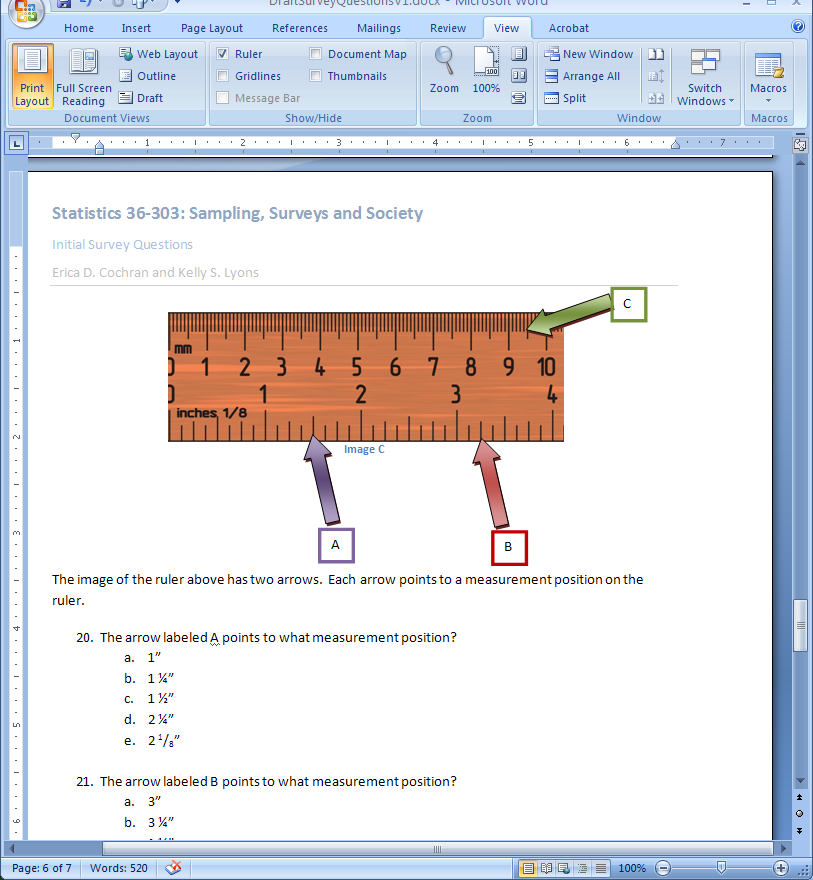 DraftSurveyQuestionsV1.docx - Microsoft Word
Home Insert Page Layout References Mailings Review View Acrobat
Print Layout
Full Screen Reading
Web Layout
Outline
Draft
Document Views
Ruler
Gridlines
Message Bar
Document Map
Thumbnails
Show/Hide
Zoom
100%
Zoom
New Window
Arrange All
Split
Switch Windows
Window
Macros
Macros
1 2 3 4 5 6 7
Statistics 36-303: Sampling, Surveys and Society
Initial Survey Questions
Erica D. Cochran and Kelly S. Lyons
C
mm
0 1 2 3 4 5 6 7 8 9 10
0 1 2 3 4
inches 1/8
Image C
A
B
The image of the ruler above has two arrows. Each arrow points to a measurement position on the
ruler.
20. The arrow labeled A points to what measurement position?
a. 1”
b. 1 ¼”
c. 1 ½”
d. 2 ¼”
e. 2 1/8”
21. The arrow labeled B points to what measurement position?
a. 3”
b. 3 ¼”
1 2 3 4 5 6
Page: 6 of 7 Words: 520 100%